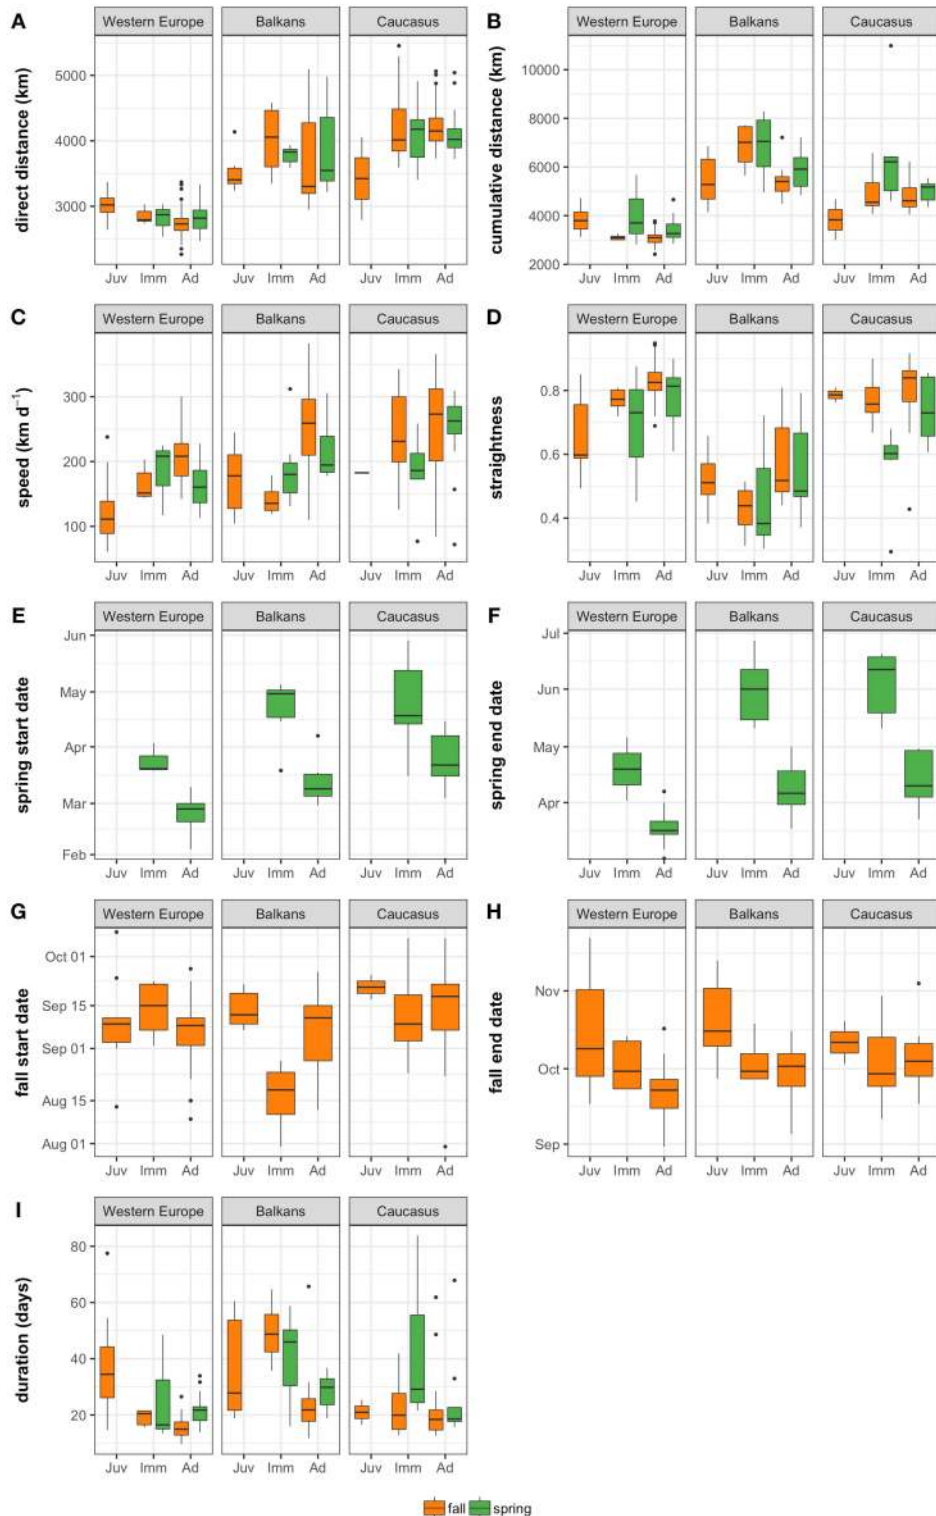 A
Western Europe Balkans Caucasus
direct distance (km)
5000
4000
3000
Juv Imm Ad Juv Imm Ad Juv Imm Ad
B
Western Europe Balkans Caucasus
cumulative distance (km)
10000
8000
6000
4000
2000
Juv Imm Ad Juv Imm Ad Juv Imm Ad
C
Western Europe Balkans Caucasus
speed (km d⁻¹)
300
200
100
Juv Imm Ad Juv Imm Ad Juv Imm Ad
D
Western Europe Balkans Caucasus
straightness
0.8
0.6
0.4
Juv Imm Ad Juv Imm Ad Juv Imm Ad
E
Western Europe Balkans Caucasus
spring start date
Jun
May
Apr
Mar
Feb
Juv Imm Ad Juv Imm Ad Juv Imm Ad
F
Western Europe Balkans Caucasus
spring end date
Jul
Jun
May
Apr
Juv Imm Ad Juv Imm Ad Juv Imm Ad
G
Western Europe Balkans Caucasus
fall start date
Oct 01
Sep 15
Sep 01
Aug 15
Aug 01
Juv Imm Ad Juv Imm Ad Juv Imm Ad
H
Western Europe Balkans Caucasus
fall end date
Nov
Oct
Sep
Juv Imm Ad Juv Imm Ad Juv Imm Ad
I
Western Europe Balkans Caucasus
duration (days)
80
60
40
20
Juv Imm Ad Juv Imm Ad Juv Imm Ad
fall spring